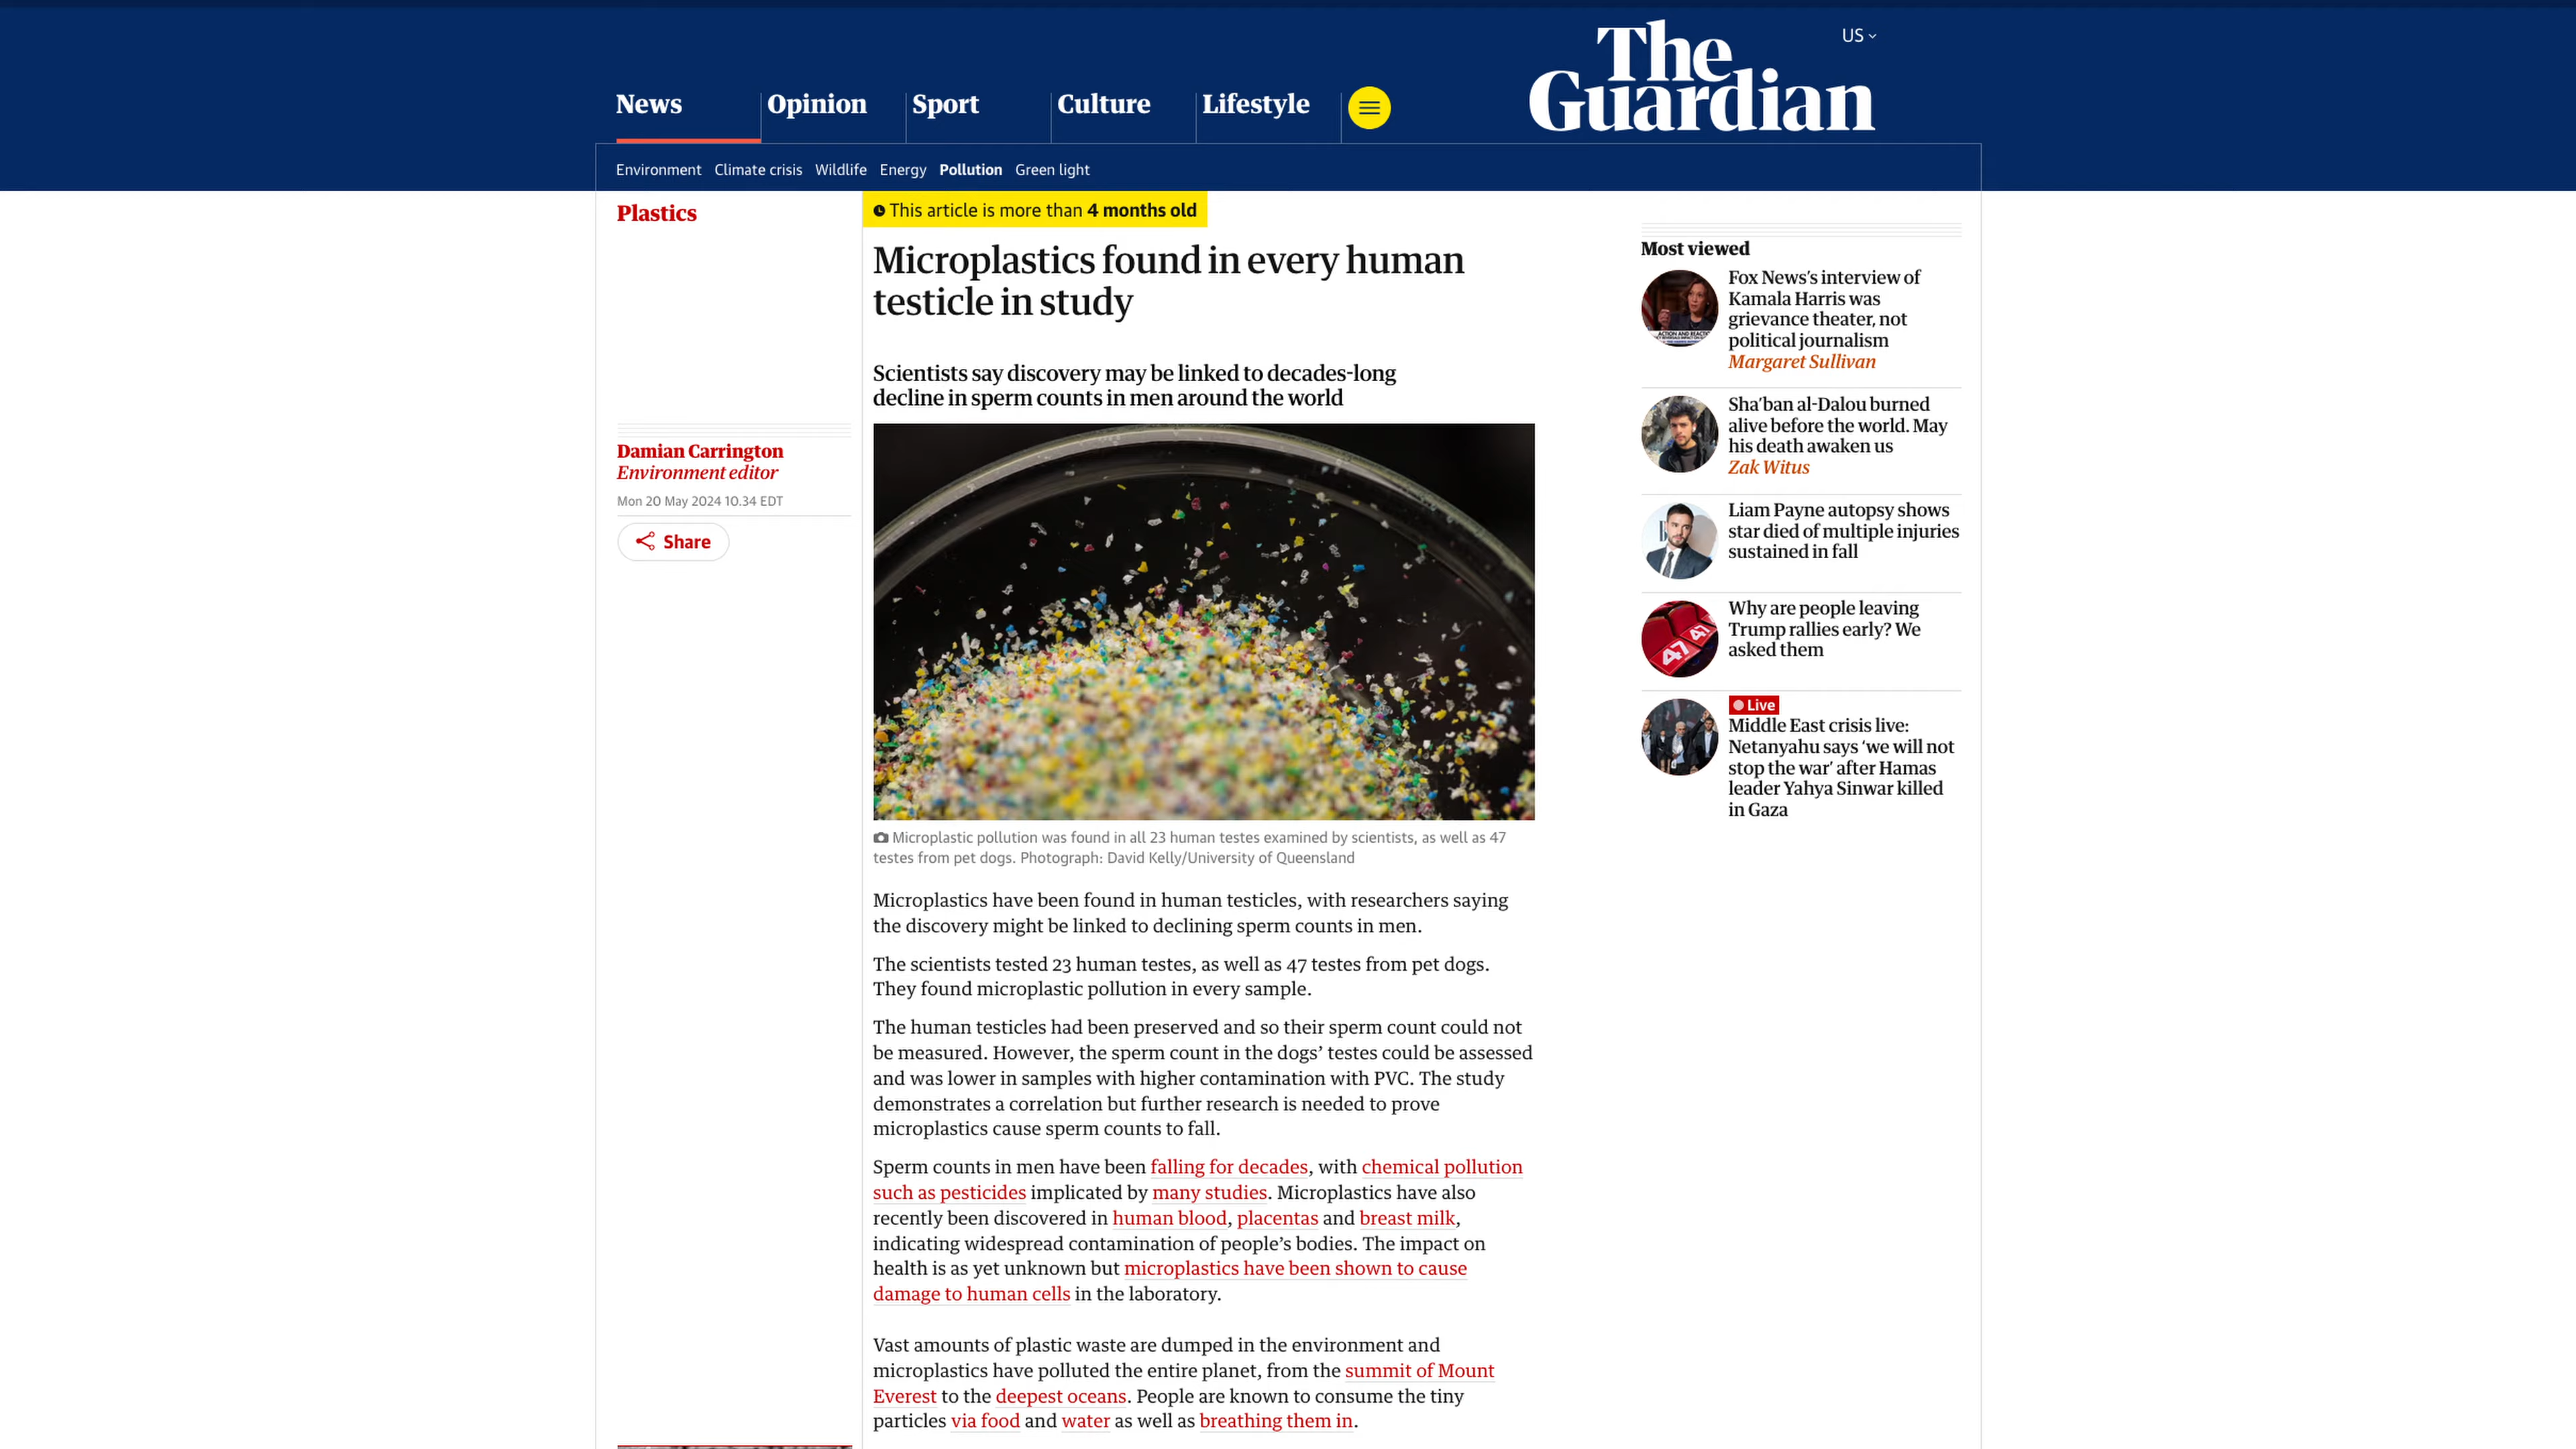 US
The
Guardian
News
Opinion
Sport
Culture
Lifestyle
Environment Climate crisis Wildlife Energy Pollution Green light
Plastics
This article is more than 4 months old
Microplastics found in every human
testicle in study
Scientists say discovery may be linked to decades-long
decline in sperm counts in men around the world
Damian Carrington
Environment editor
Mon 20 May 2024 10.34 EDT
Share
Microplastic pollution was found in all 23 human testes examined by scientists, as well as 47
testes from pet dogs. Photograph: David Kelly/University of Queensland
Microplastics have been found in human testicles, with researchers saying
the discovery might be linked to declining sperm counts in men.
The scientists tested 23 human testes, as well as 47 testes from pet dogs.
They found microplastic pollution in every sample.
The human testicles had been preserved and so their sperm count could not
be measured. However, the sperm count in the dogs’ testes could be assessed
and was lower in samples with higher contamination with PVC. The study
demonstrates a correlation but further research is needed to prove
microplastics cause sperm counts to fall.
Sperm counts in men have been falling for decades, with chemical pollution
such as pesticides implicated by many studies. Microplastics have also
recently been discovered in human blood, placentas and breast milk,
indicating widespread contamination of people’s bodies. The impact on
health is as yet unknown but microplastics have been shown to cause
damage to human cells in the laboratory.
Vast amounts of plastic waste are dumped in the environment and
microplastics have polluted the entire planet, from the summit of Mount
Everest to the deepest oceans. People are known to consume the tiny
particles via food and water as well as breathing them in.
Most viewed
Fox News’s interview of
Kamala Harris was
grievance theater, not
political journalism
Margaret Sullivan
Sha’ban al-Dalou burned
alive before the world. May
his death awaken us
Zak Witus
Liam Payne autopsy shows
star died of multiple injuries
sustained in fall
47
47
Why are people leaving
Trump rallies early? We
asked them
Live
Middle East crisis live:
Netanyahu says ‘we will not
stop the war’ after Hamas
leader Yahya Sinwar killed
in Gaza